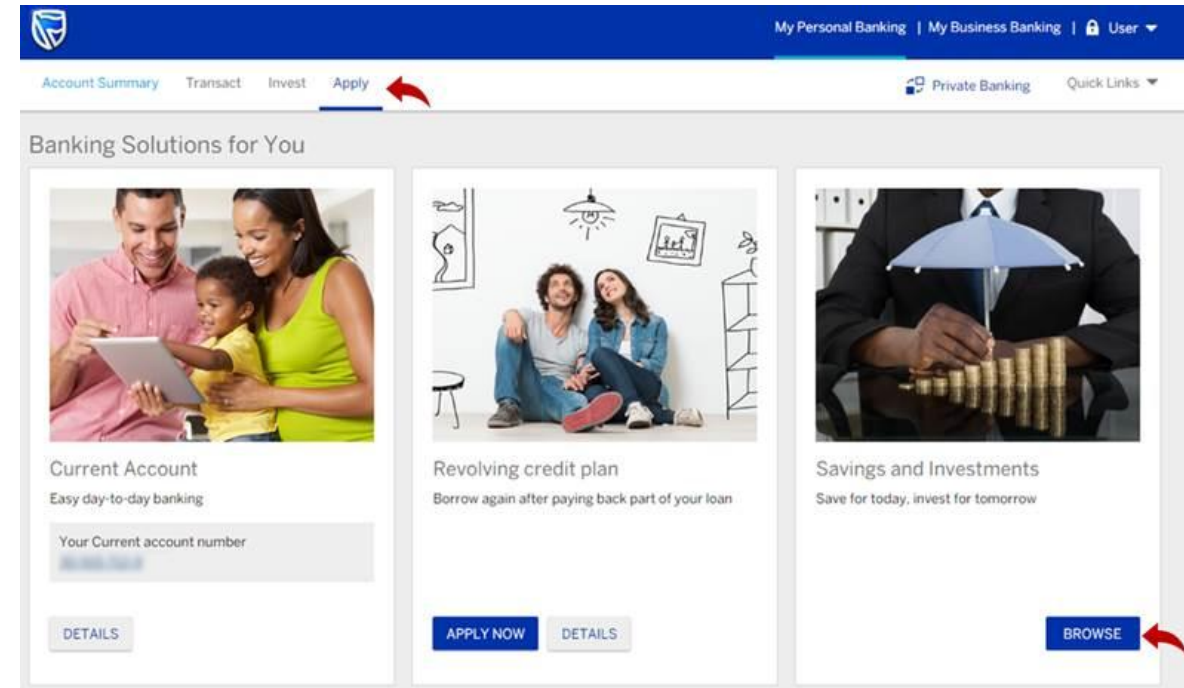 My Personal Banking | My Business Banking | User
Account Summary Transact Invest Apply Private Banking Quick Links
Banking Solutions for You
Current Account
Easy day-to-day banking
Your Current account number
DETAILS
Revolving credit plan
Borrow again after paying back part of your loan
APPLY NOW DETAILS
Savings and Investments
Save for today, invest for tomorrow
BROWSE